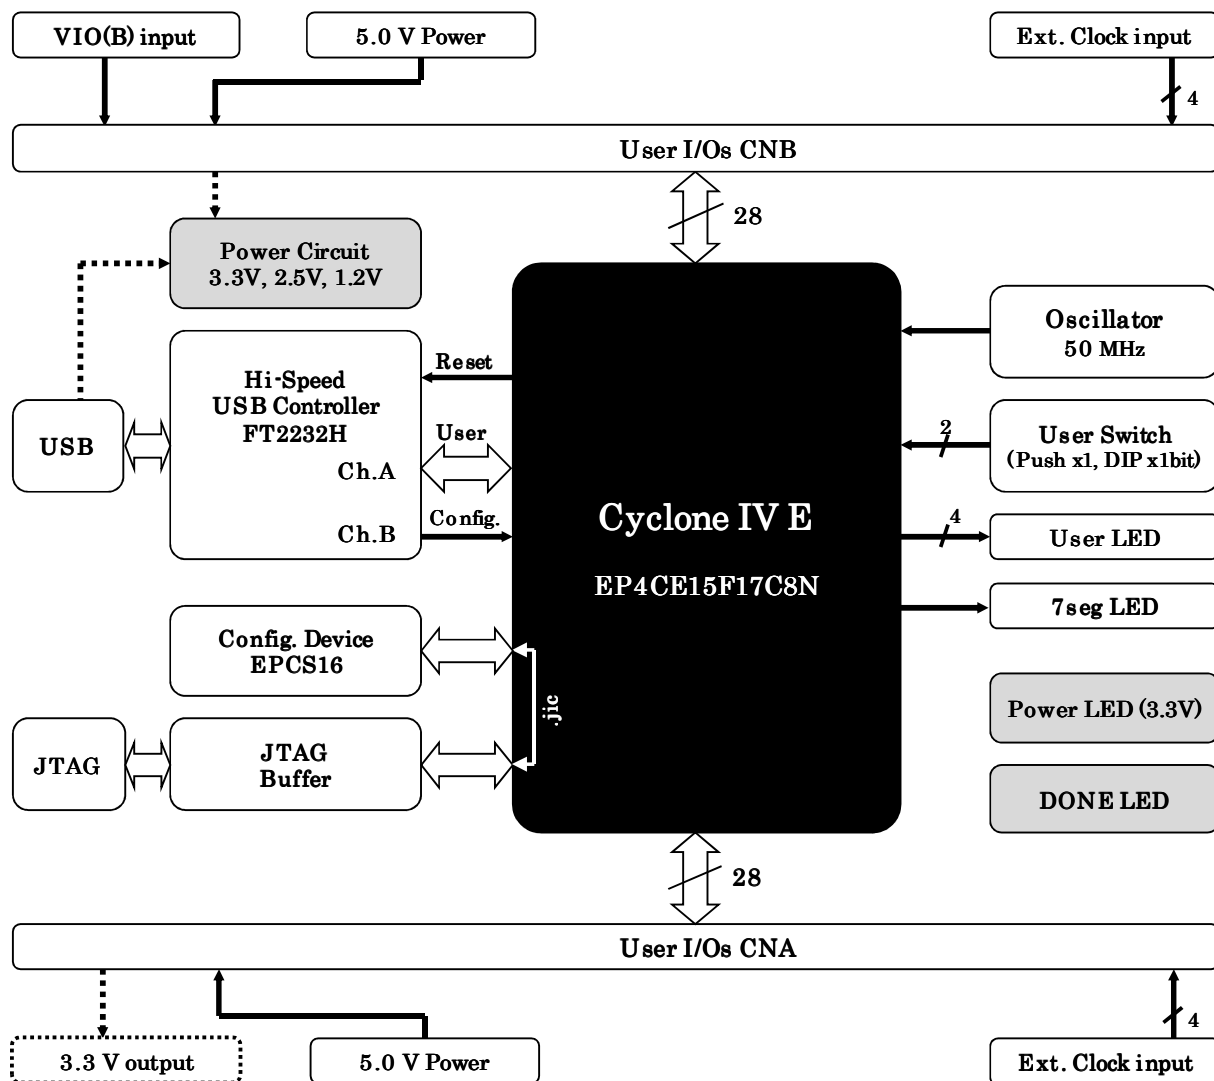 VIO(B) input
5.0 V Power
Ext. Clock input
4
User I/Os CNB
28
Power Circuit
3.3V, 2.5V, 1.2V
Oscillator
50 MHz
Reset
Hi-Speed
USB Controller
FT2232H
User
Ch.A
Config.
Ch.B
USB
2
User Switch
(Push x1, DIP x1bit)
Cyclone IV E
EP4CE15F17C8N
4
User LED
7seg LED
Config. Device
EPCS16
.jic
Power LED (3.3V)
JTAG
JTAG
Buffer
DONE LED
28
User I/Os CNA
4
3.3 V output
5.0 V Power
Ext. Clock input